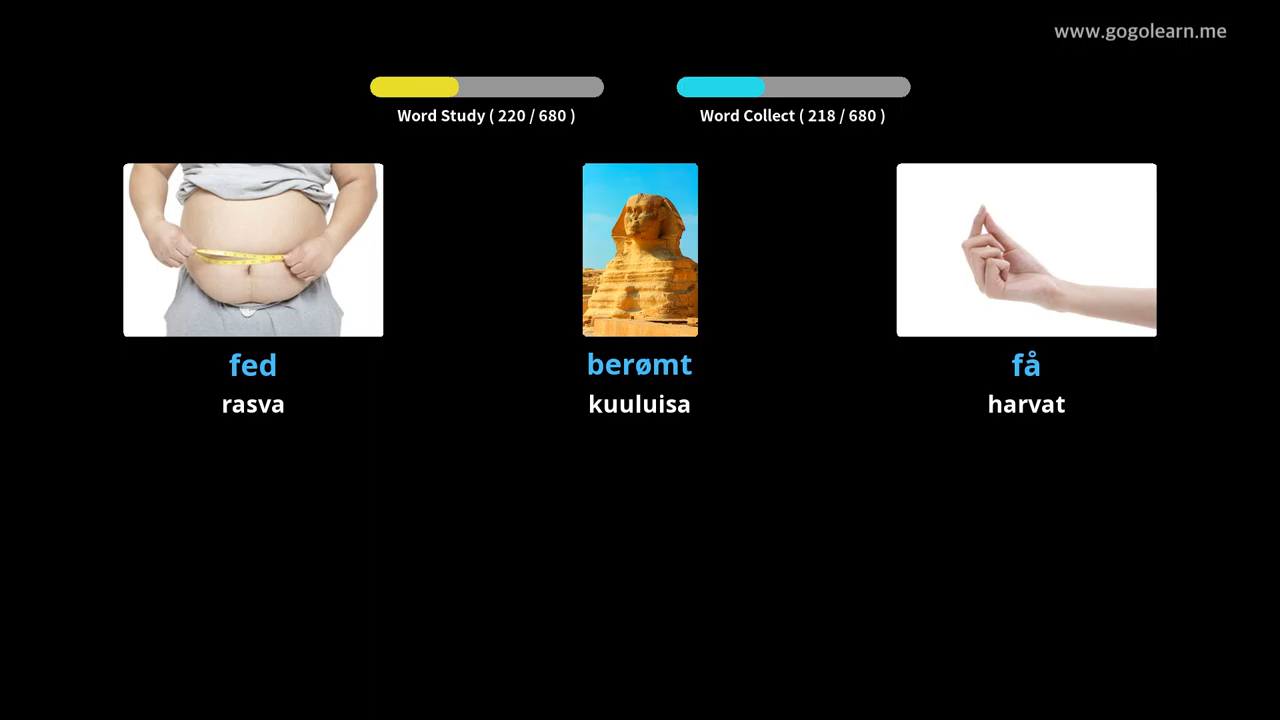 www.gogolearn.me
Word Study ( 220 / 680 )
Word Collect ( 218 / 680 )
fed
rasva
berømt
kuuluisa
få
harvat